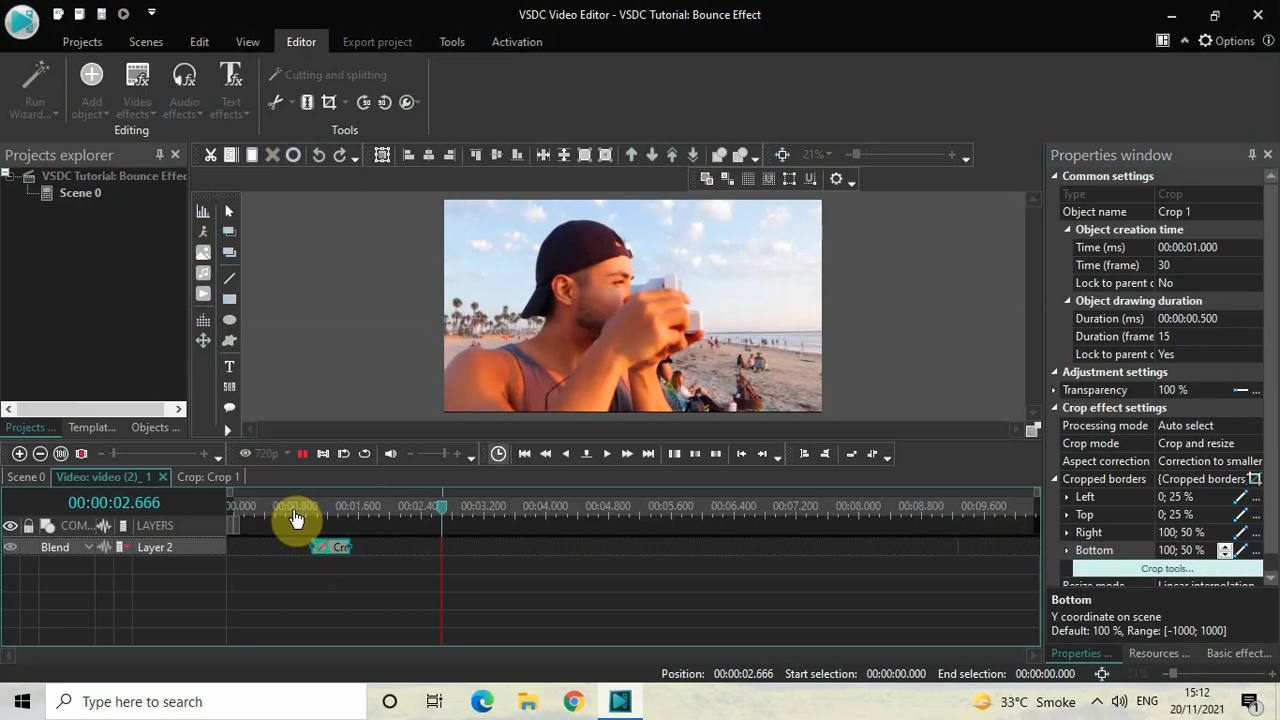 VSDC Video Editor - VSDC Tutorial: Bounce Effect
Projects Scenes Edit View Editor Export project Tools Activation
Options
Run Wizard...
Add object
Video effects
Audio effects
Text effects
Cutting and splitting
Editing
Tools
Projects explorer
VSDC Tutorial: Bounce Effec
Scene 0
Projects ... Templat... Objects ...
21%
Properties window
Common settings
Type Crop
Object name Crop 1
Object creation time
Time (ms) 00:00:01.000
Time (frame) 30
Lock to parent c No
Object drawing duration
Duration (ms) 00:00:00.500
Duration (frame 15
Lock to parent c Yes
Adjustment settings
Transparency 100 % ...
Crop effect settings
Processing mode Auto select
Crop mode Crop and resize
Aspect correction Correction to smaller
Cropped borders {Cropped borders
Left 0; 25 % ...
Top 0; 25 % ...
Right 100; 50 % ...
Bottom 100; 50 % ...
Crop tools...
Resize mode Linear interpolation
Bottom
Y coordinate on scene
Default: 100 %, Range: [-1000; 1000]
Properties ... Resources ... Basic effect...
720p
Scene 0 Video: video (2)_ 1 Crop: Crop 1
00:00:02.666
00.000 00:00.800 00:01.600 00:02.40 00:03.200 00:04.000 00:04.800 00:05.600 00:06.400 00:07.200 00:08.000 00:08.800 00:09.600
COM... LAYERS
Blend Layer 2
Cr
Position: 00:00:02.666 Start selection: 00:00:00.000 End selection: 00:00:00.000 21%
Type here to search
33°C Smoke
ENG
15:12
20/11/2021
1